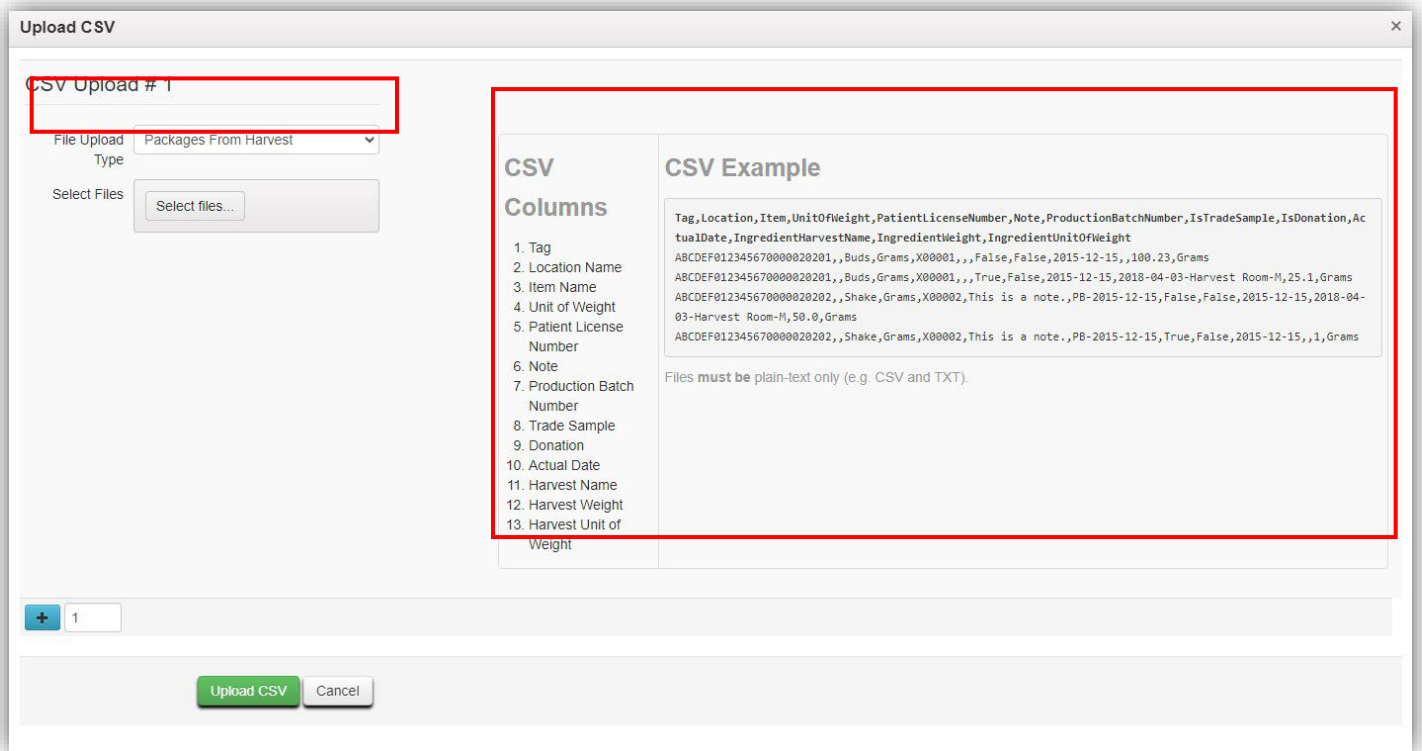 Upload CSV ×
CSV Upload # 1
File Upload
Type
Packages From Harvest
Select Files
Select files...
CSV
Columns
1. Tag
2. Location Name
3. Item Name
4. Unit of Weight
5. Patient License
Number
6. Note
7. Production Batch
Number
8. Trade Sample
9. Donation
10. Actual Date
11. Harvest Name
12. Harvest Weight
13. Harvest Unit of
Weight
CSV Example
Tag,Location,Item,UnitOfWeight,PatientLicenseNumber,Note,ProductionBatchNumber,IsTradeSample,IsDonation,Ac
tualDate,IngredientHarvestName,IngredientWeight,IngredientUnitOfWeight
ABCDEF012345670000020201,,Buds,Grams,X00001,,,False,False,2015-12-15,,100.23,Grams
ABCDEF012345670000020201,,Buds,Grams,X00001,,,True,False,2015-12-15,2018-04-03-Harvest Room-M,25.1,Grams
ABCDEF012345670000020202,,Shake,Grams,X00002,This is a note.,PB-2015-12-15,False,False,2015-12-15,2018-04-
03-Harvest Room-M,50.0,Grams
ABCDEF012345670000020202,,Shake,Grams,X00002,This is a note.,PB-2015-12-15,True,False,2015-12-15,,1,Grams
Files must be plain-text only (e.g. CSV and TXT).
+ 1
Upload CSV
Cancel